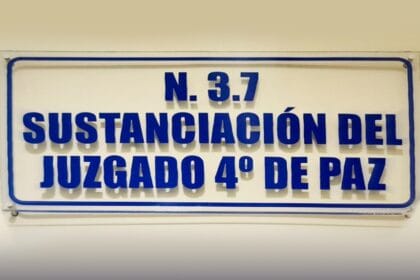 N. 3.7
SUSTANCIACIÓN DEL
JUZGADO 4º DE PAZ